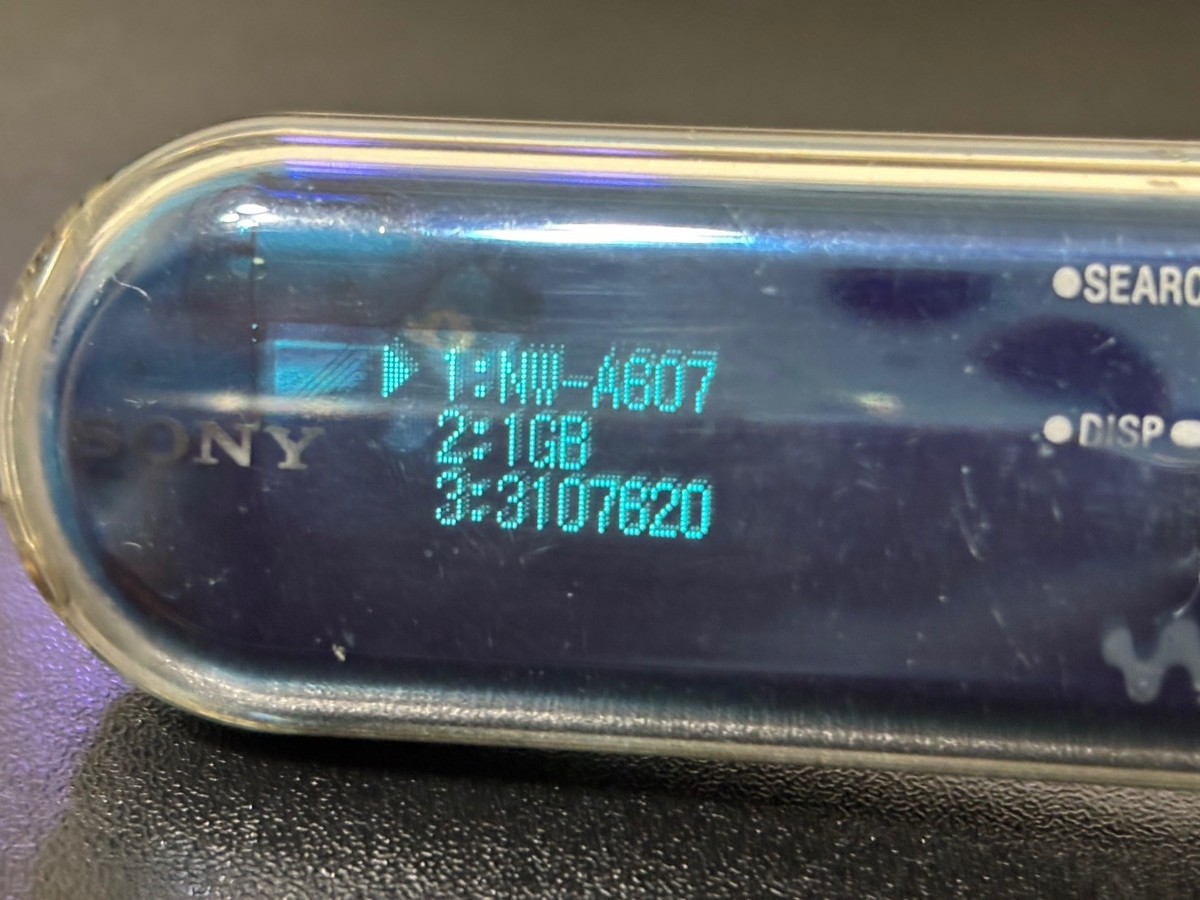 ●SEARC
1:NW-A607
2:1GB
3:3107620
SONY
●DISP